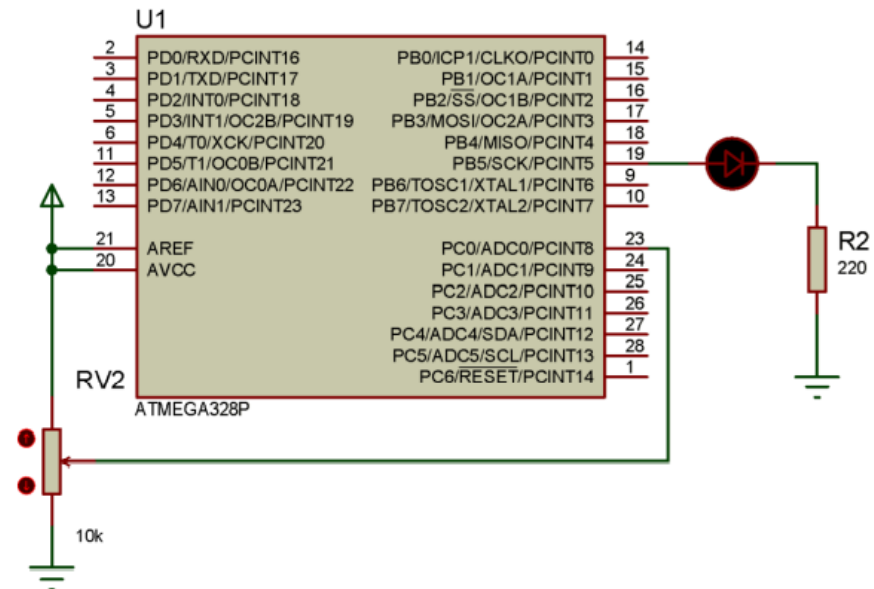 U1
2 PD0/RXD/PCINT16 PB0/ICP1/CLKO/PCINT0 14
3 PD1/TXD/PCINT17 PB1/OC1A/PCINT1 15
4 PD2/INT0/PCINT18 PB2/SS/OC1B/PCINT2 16
5 PD3/INT1/OC2B/PCINT19 PB3/MOSI/OC2A/PCINT3 17
6 PD4/T0/XCK/PCINT20 PB4/MISO/PCINT4 18
11 PD5/T1/OC0B/PCINT21 PB5/SCK/PCINT5 19
12 PD6/AIN0/OC0A/PCINT22 PB6/TOSC1/XTAL1/PCINT6 9
13 PD7/AIN1/PCINT23 PB7/TOSC2/XTAL2/PCINT7 10
21 AREF PC0/ADC0/PCINT8 23
20 AVCC PC1/ADC1/PCINT9 24
PC2/ADC2/PCINT10 25
PC3/ADC3/PCINT11 26
PC4/ADC4/SDA/PCINT12 27
PC5/ADC5/SCL/PCINT13 28
PC6/RESET/PCINT14 1
ATMEGA328P
R2
220
RV2
10k